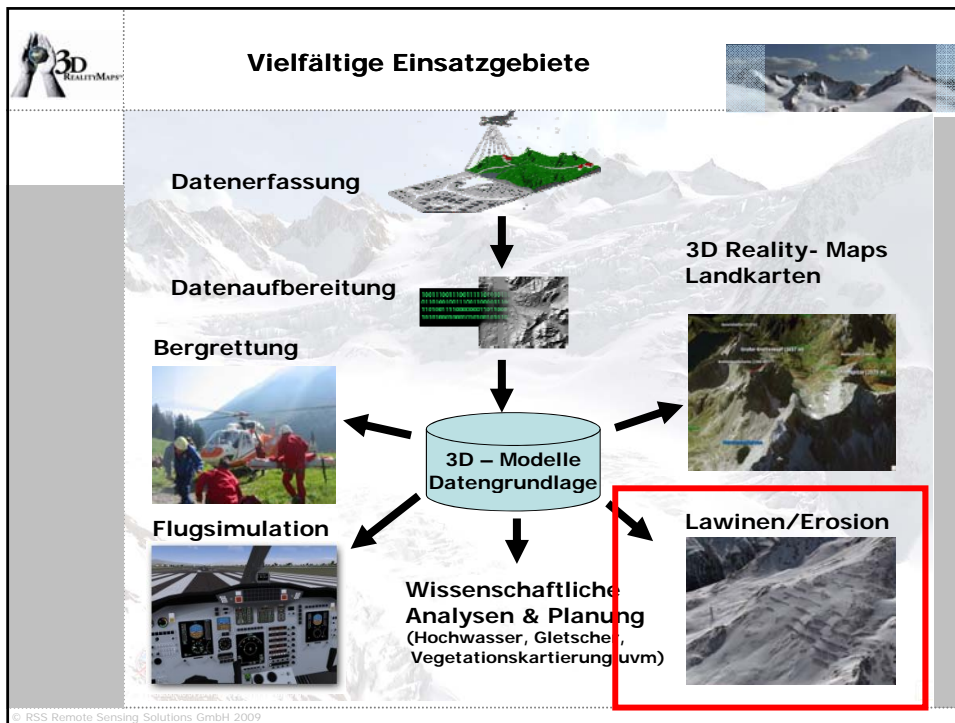 3D
REALITYMAPS
Vielfältige Einsatzgebiete
Datenerfassung
Datenaufbereitung
3D Reality- Maps
Landkarten
Bergrettung
3D – Modelle
Datengrundlage
Flugsimulation
Lawinen/Erosion
Wissenschaftliche
Analysen & Planung
(Hochwasser, Gletscher,
Vegetationskartierung uvm)
© RSS Remote Sensing Solutions GmbH 2009